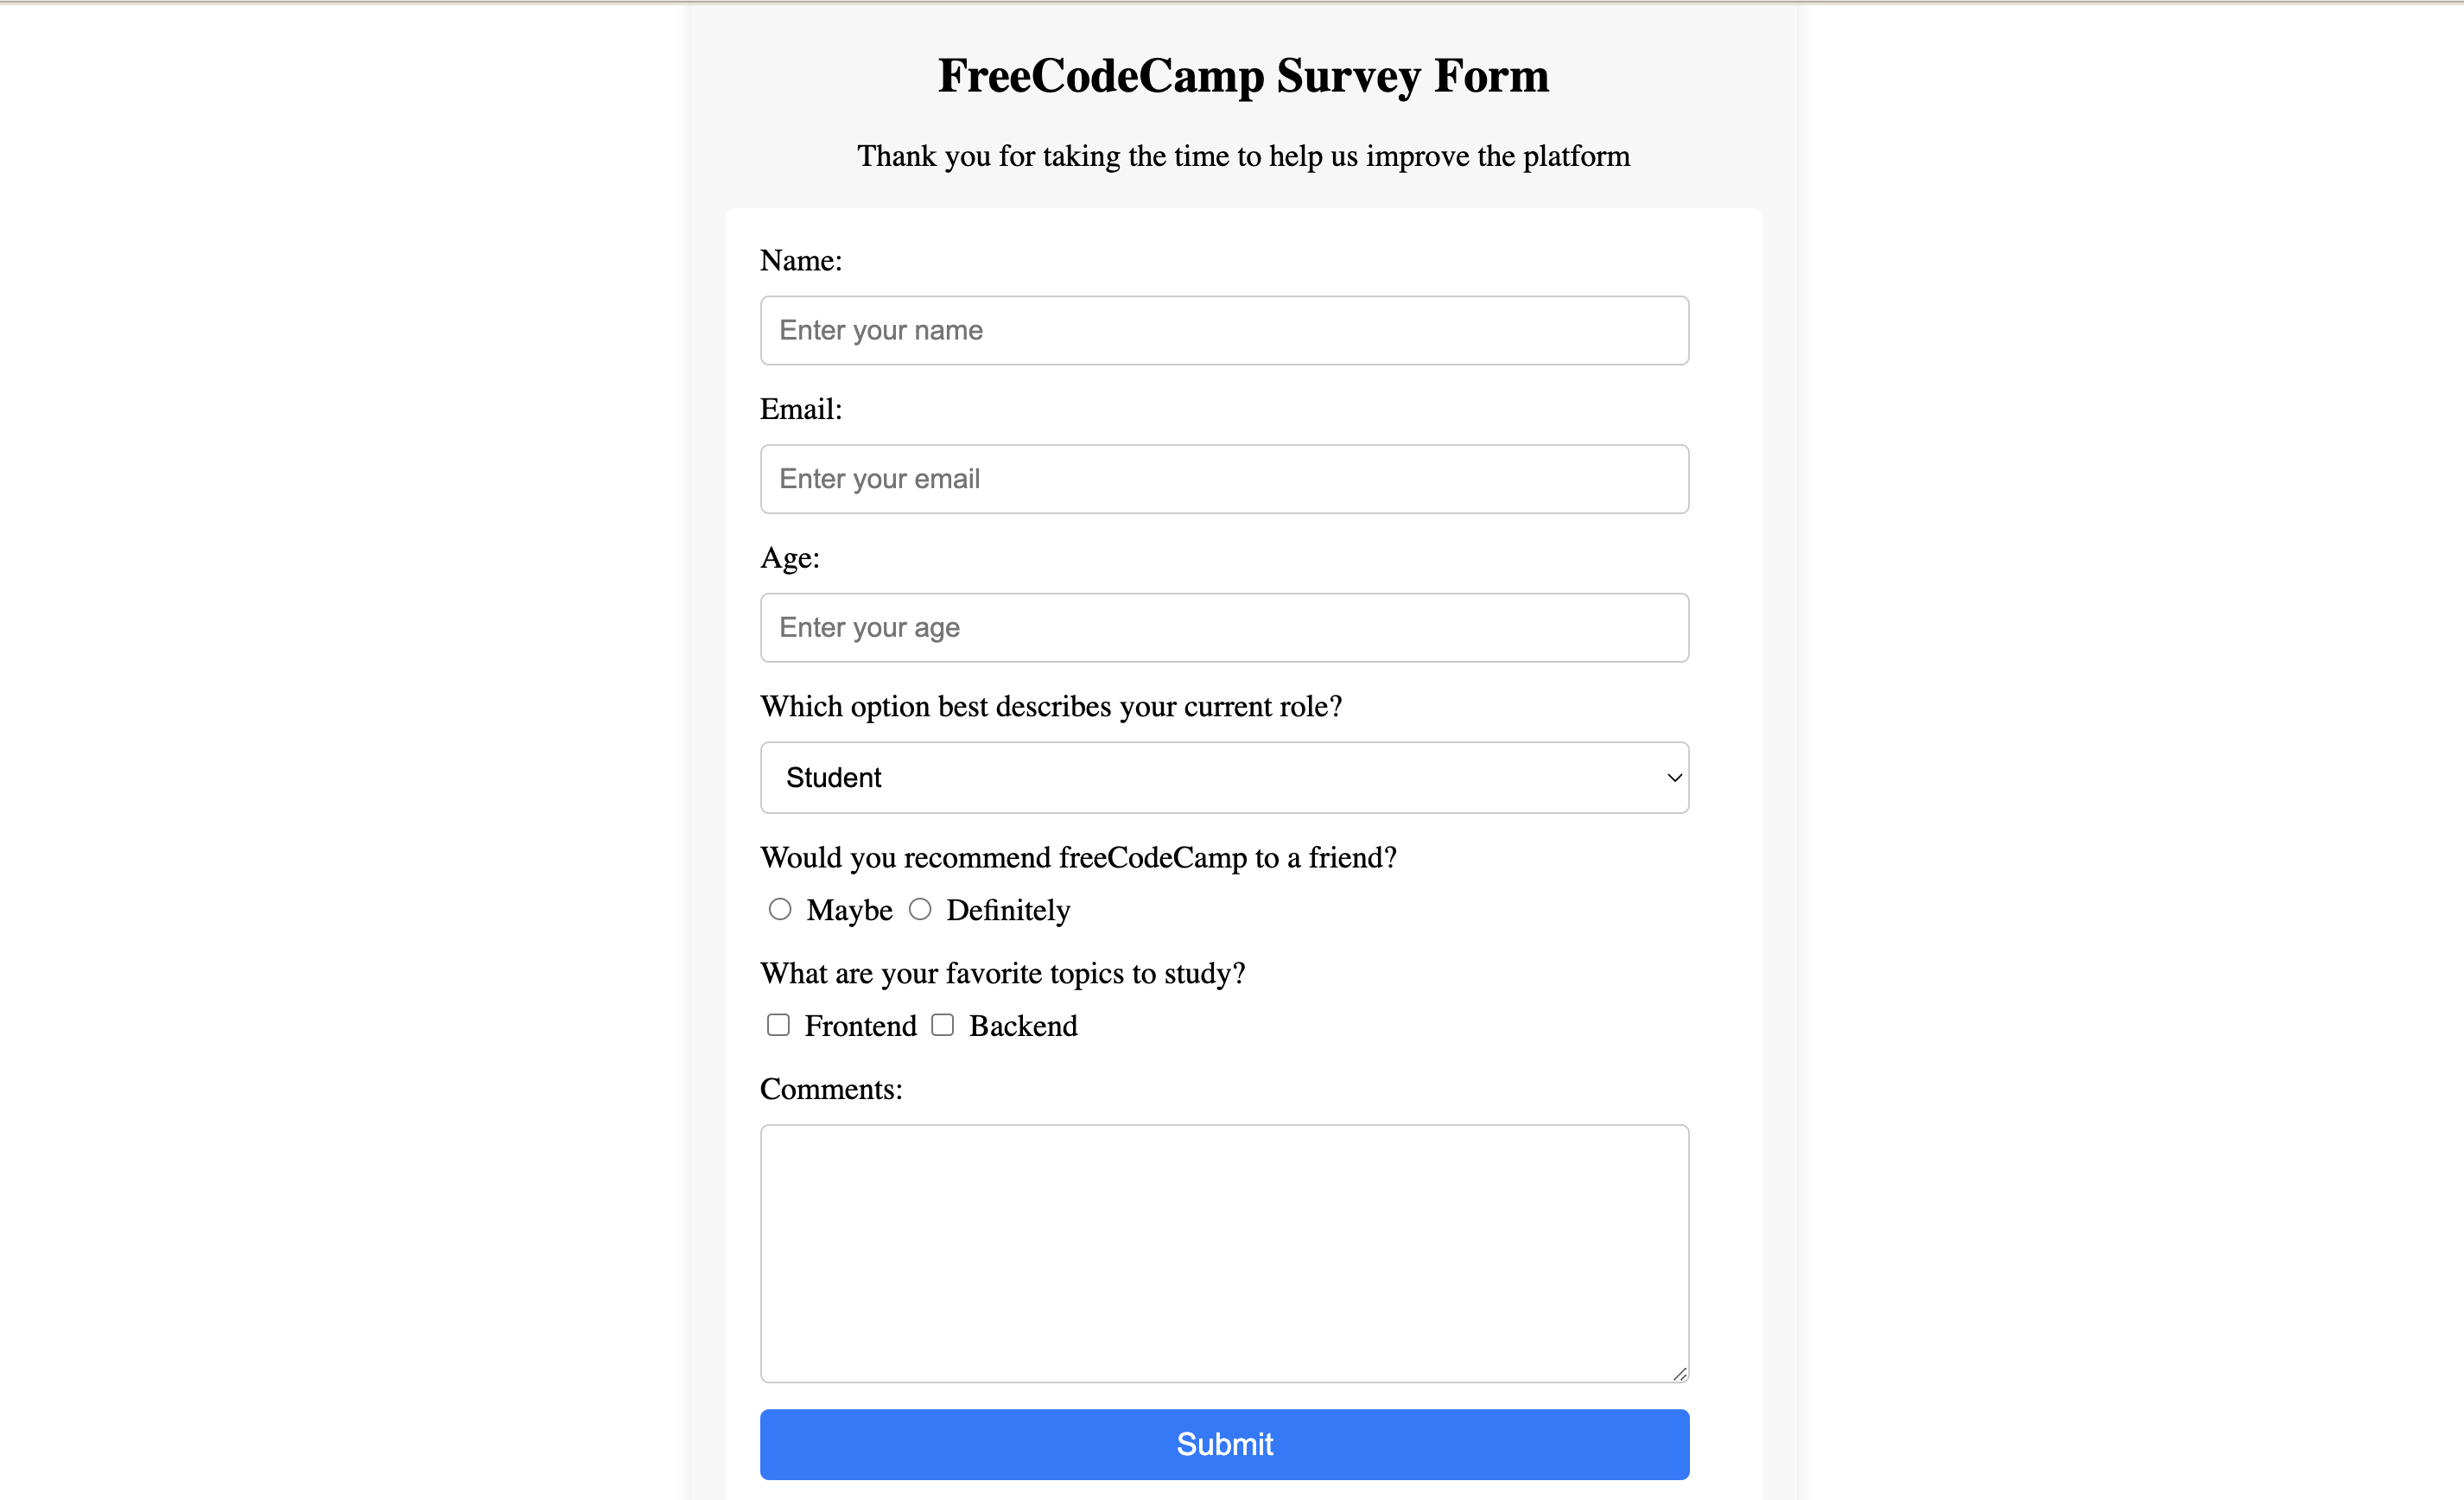 FreeCodeCamp Survey Form
Thank you for taking the time to help us improve the platform
Name:
Enter your name
Email:
Enter your email
Age:
Enter your age
Which option best describes your current role?
Student
Would you recommend freeCodeCamp to a friend?
Maybe Definitely
What are your favorite topics to study?
Frontend Backend
Comments:
Submit